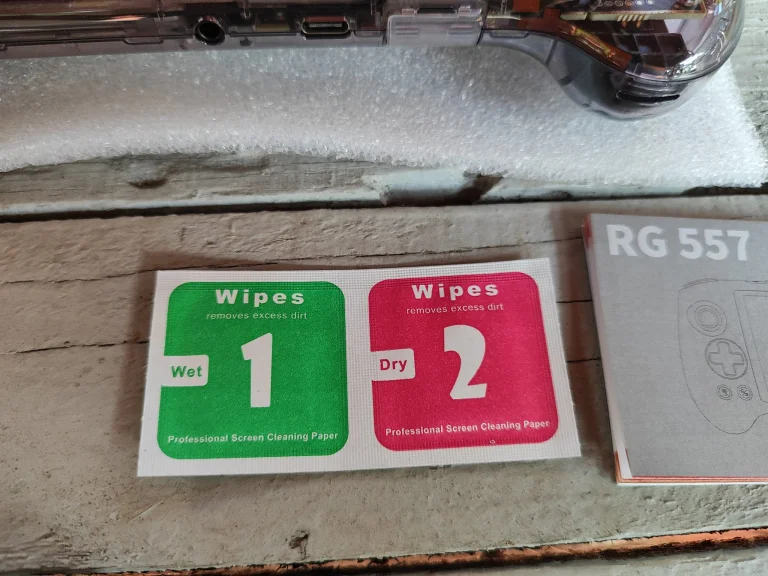 RG 557
Wipes
removes excess dirt
Wet
1
Professional Screen Cleaning Paper
Wipes
removes excess dirt
Dry
2
Professional Screen Cleaning Paper